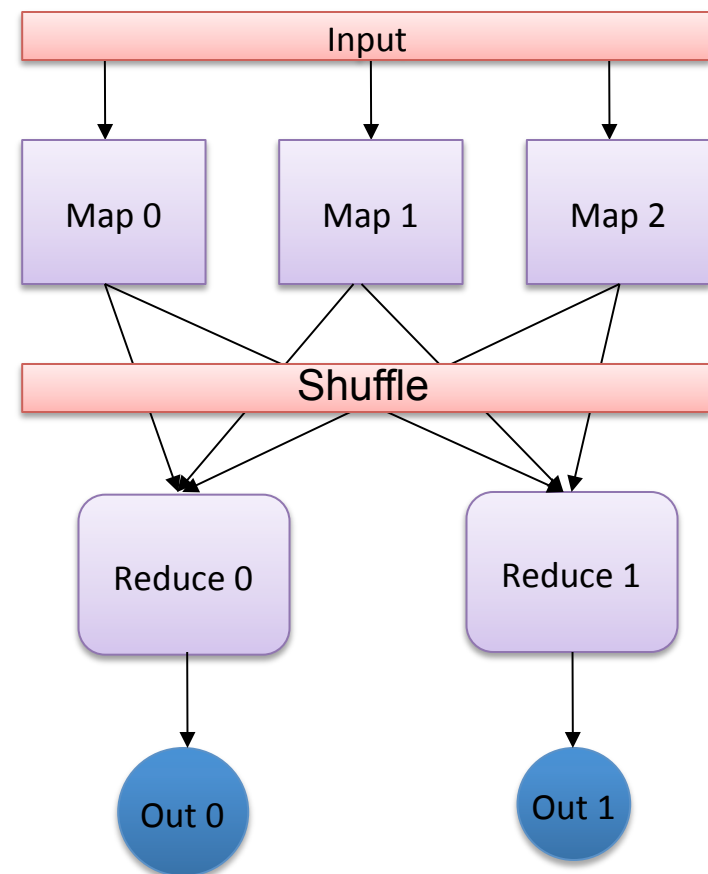 Input
Map 0
Map 1
Map 2
Shuffle
Reduce 0
Reduce 1
Out 0
Out 1